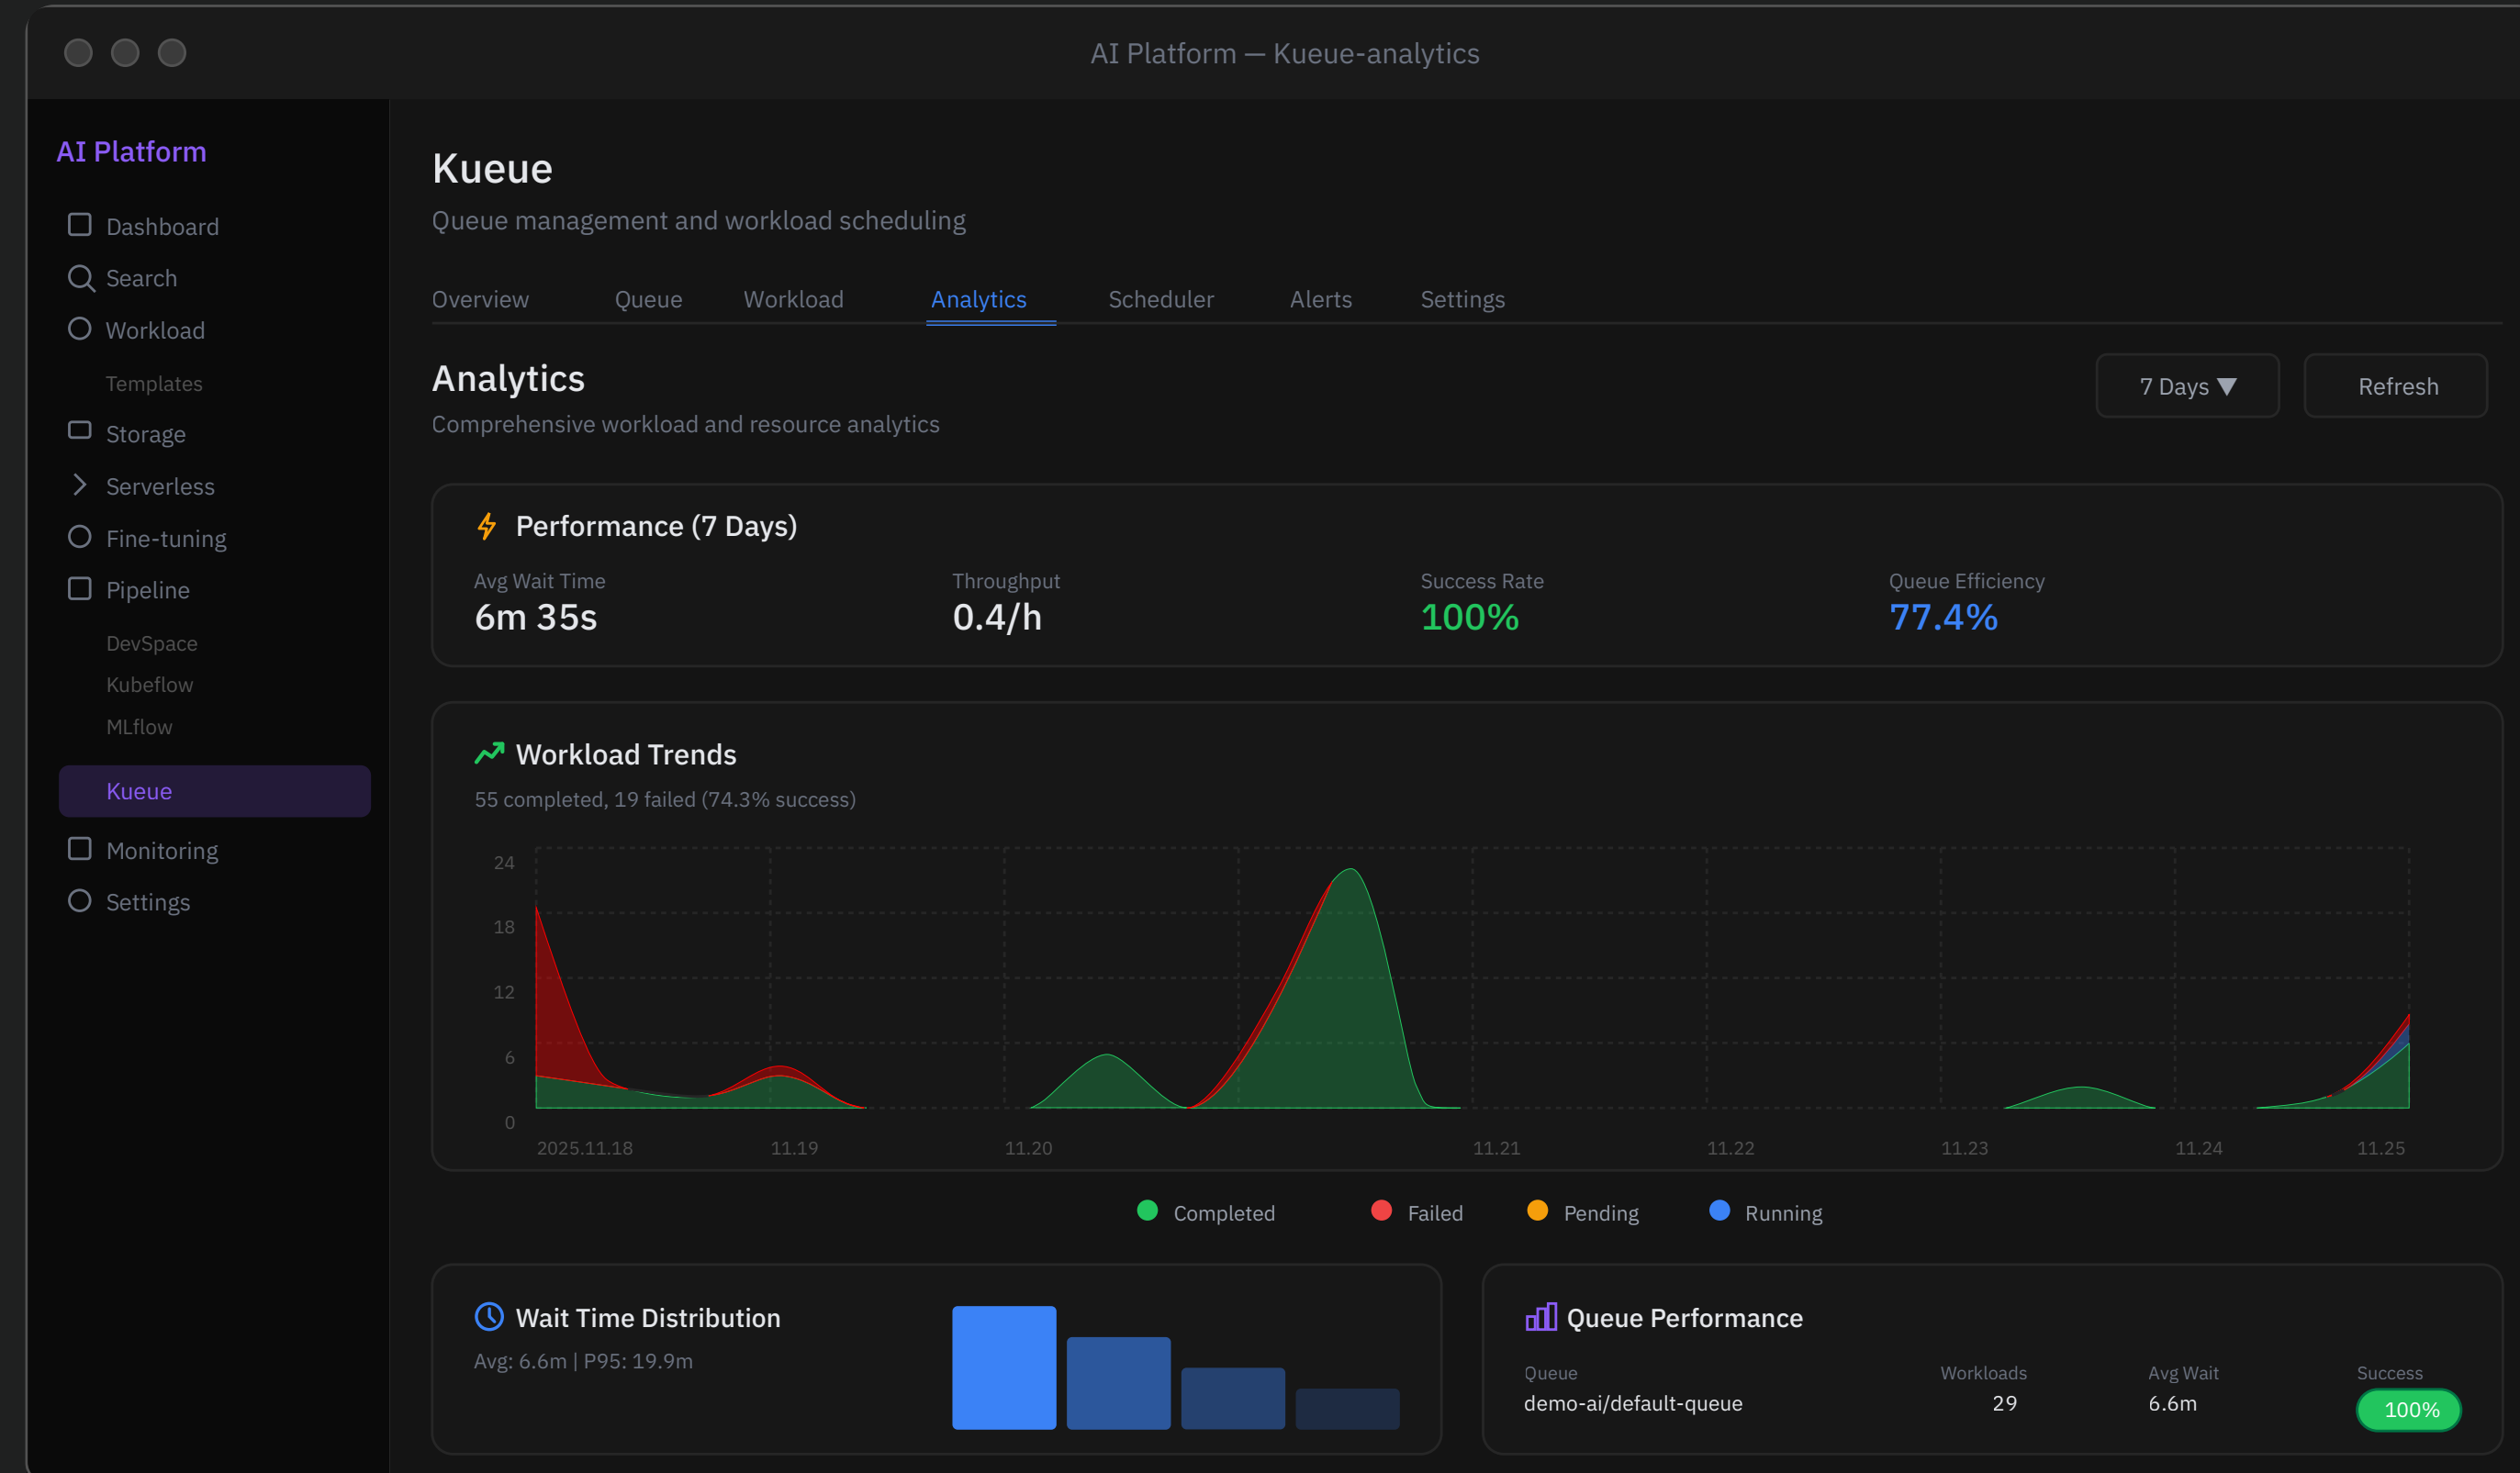 AI Platform — Kueue-analytics
AI Platform
Dashboard
Search
Workload
Templates
Storage
Serverless
Fine-tuning
Pipeline
DevSpace
Kubeflow
MLflow
Kueue
Monitoring
Settings
Kueue
Queue management and workload scheduling
Overview Queue Workload Analytics Scheduler Alerts Settings
Analytics
Comprehensive workload and resource analytics
7 Days ▼ Refresh
Performance (7 Days)
Avg Wait Time Throughput Success Rate Queue Efficiency
6m 35s 0.4/h 100% 77.4%
Workload Trends
55 completed, 19 failed (74.3% success)
24
18
12
6
0
2025.11.18 11.19 11.20 11.21 11.22 11.23 11.24 11.25
Completed Failed Pending Running
Wait Time Distribution
Avg: 6.6m | P95: 19.9m
Queue Performance
Queue Workloads Avg Wait Success
demo-ai/default-queue 29 6.6m 100%